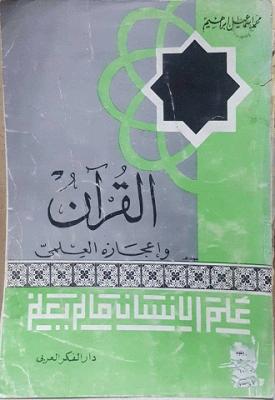 محمد إسماعيل إبراهيم
القرآن
وإعجازه العلمي
علم الإنسان ما لم يعلم
دار الفكر العربي